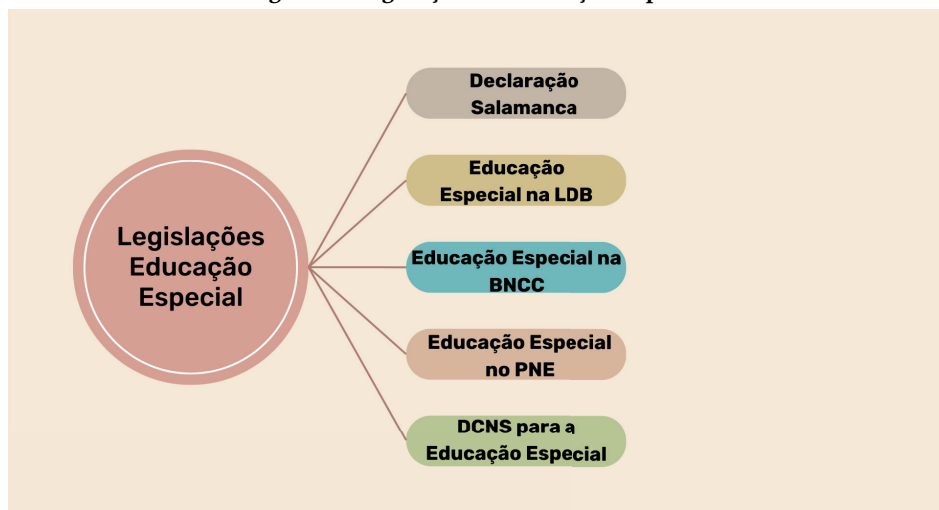 Legislações
Educação
Especial
Declaração
Salamanca
Educação
Especial na LDB
Educação Especial na
BNCC
Educação Especial
no PNE
DCNS para a
Educação Especial